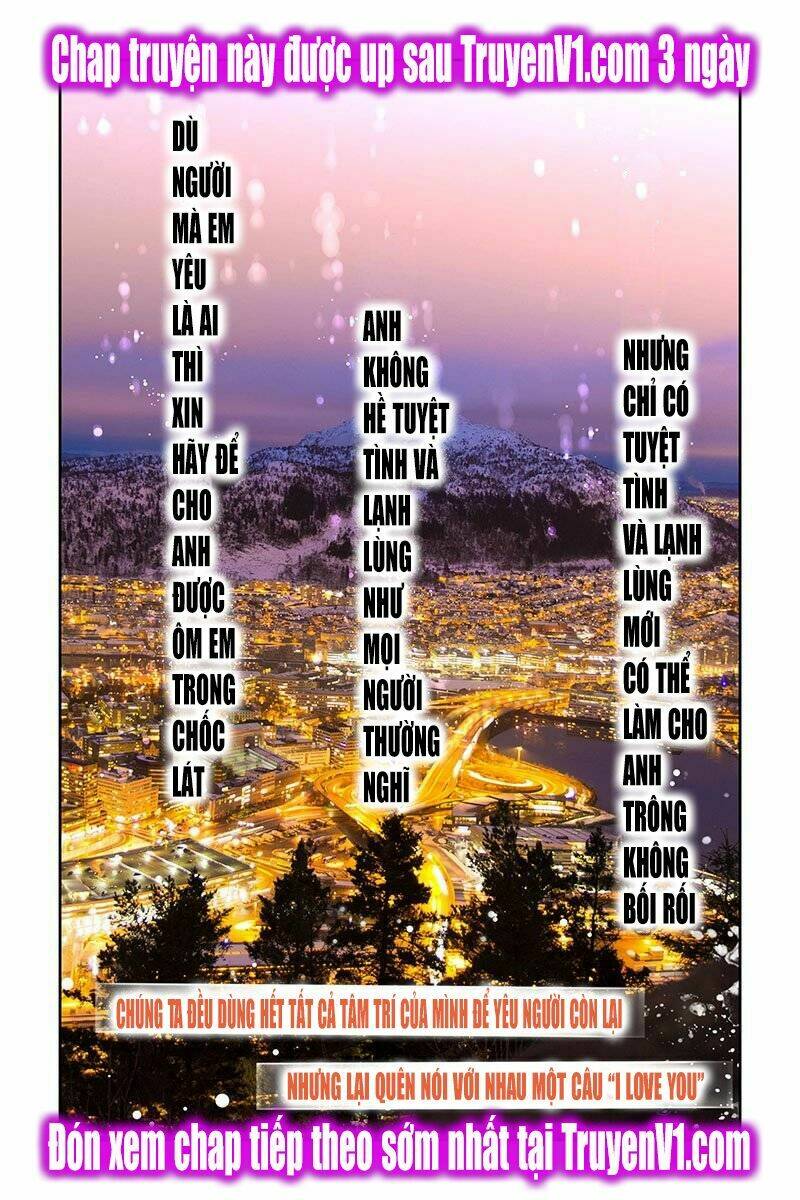 Chap truyện này được up sau TruyenV1.com 3 ngày
DÙ
NGƯỜI
MÀ EM
YÊU
LÀ AI
THÌ
XIN
HÃY ĐỂ
CHO
ANH
ĐƯỢC
ÔM EM
TRONG
CHỐC
LÁT
ANH
KHÔNG
HỀ TUYỆT
TÌNH VÀ
LẠNH
LÙNG
NHƯ
MỌI
NGƯỜI
THƯỜNG
NGHĨ
NHƯNG
CHỈ CÓ
TUYỆT
TÌNH
VÀ LẠNH
LÙNG
MỚI
CÓ THỂ
LÀM CHO
ANH
TRÔNG
KHÔNG
BỐI RỐI
CHÚNG TA ĐỀU DÙNG HẾT TẤT CẢ TÂM TRÍ CỦA MÌNH ĐỂ YÊU NGƯỜI CÒN LẠI
NHƯNG LẠI QUÊN NÓI VỚI NHAU MỘT CÂU “I LOVE YOU”
Đón xem chap tiếp theo sớm nhất tại TruyenV1.com